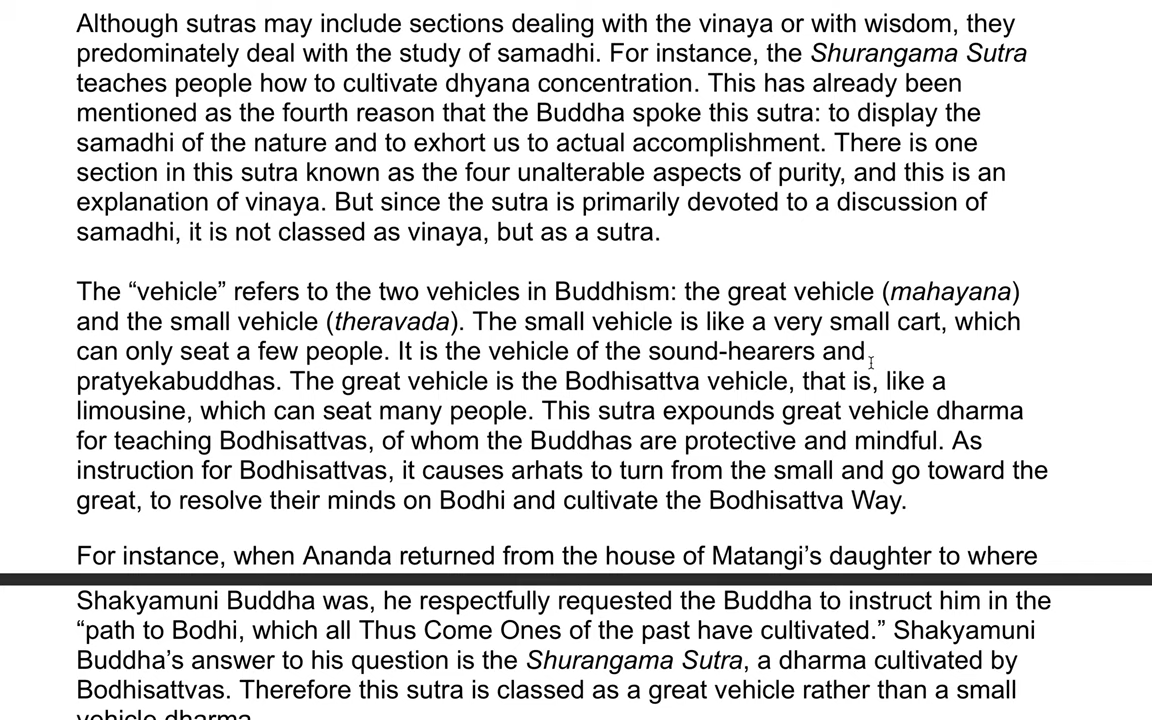 Although sutras may include sections dealing with the vinaya or with wisdom, they
predominately deal with the study of samadhi. For instance, the Shurangama Sutra
teaches people how to cultivate dhyana concentration. This has already been
mentioned as the fourth reason that the Buddha spoke this sutra: to display the
samadhi of the nature and to exhort us to actual accomplishment. There is one
section in this sutra known as the four unalterable aspects of purity, and this is an
explanation of vinaya. But since the sutra is primarily devoted to a discussion of
samadhi, it is not classed as vinaya, but as a sutra.
The “vehicle” refers to the two vehicles in Buddhism: the great vehicle (mahayana)
and the small vehicle (theravada). The small vehicle is like a very small cart, which
can only seat a few people. It is the vehicle of the sound-hearers and
pratyekabuddhas. The great vehicle is the Bodhisattva vehicle, that is, like a
limousine, which can seat many people. This sutra expounds great vehicle dharma
for teaching Bodhisattvas, of whom the Buddhas are protective and mindful. As
instruction for Bodhisattvas, it causes arhats to turn from the small and go toward the
great, to resolve their minds on Bodhi and cultivate the Bodhisattva Way.
For instance, when Ananda returned from the house of Matangi’s daughter to where
Shakyamuni Buddha was, he respectfully requested the Buddha to instruct him in the
“path to Bodhi, which all Thus Come Ones of the past have cultivated.” Shakyamuni
Buddha’s answer to his question is the Shurangama Sutra, a dharma cultivated by
Bodhisattvas. Therefore this sutra is classed as a great vehicle rather than a small
vehicle dharma.